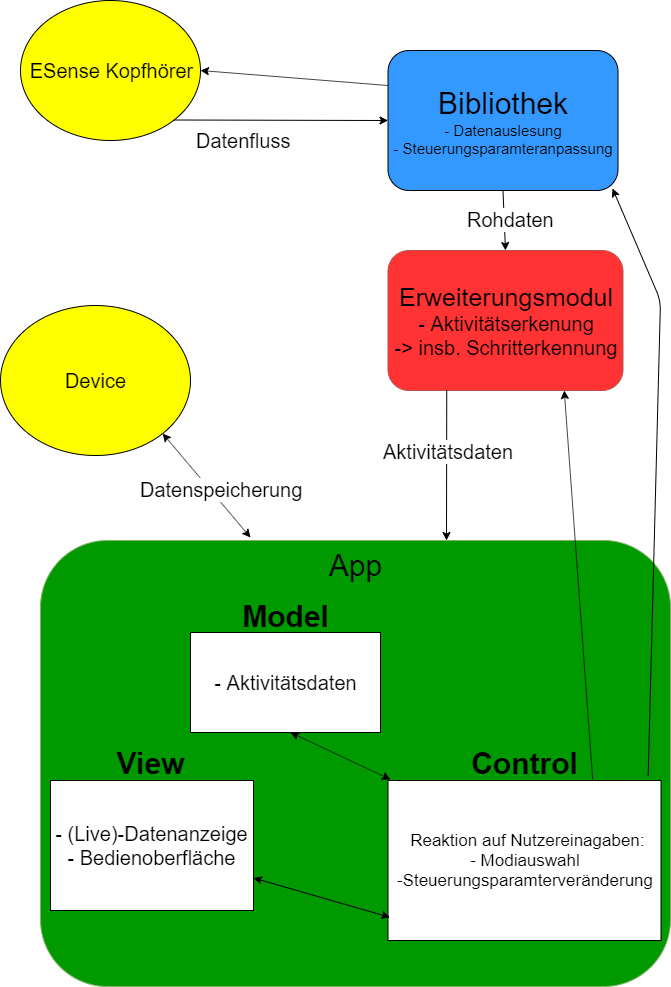 ESense Kopfhörer
Bibliothek
- Datenauslesung
- Steuerungsparamteranpassung
Datenfluss
Rohdaten
Erweiterungsmodul
- Aktivitätserkenung
-> insb. Schritterkennung
Device
Aktivitätsdaten
Datenspeicherung
App
Model
- Aktivitätsdaten
View
- (Live)-Datenanzeige
- Bedienoberfläche
Control
Reaktion auf Nutzereinagaben:
- Modiauswahl
-Steuerungsparamterveränderung